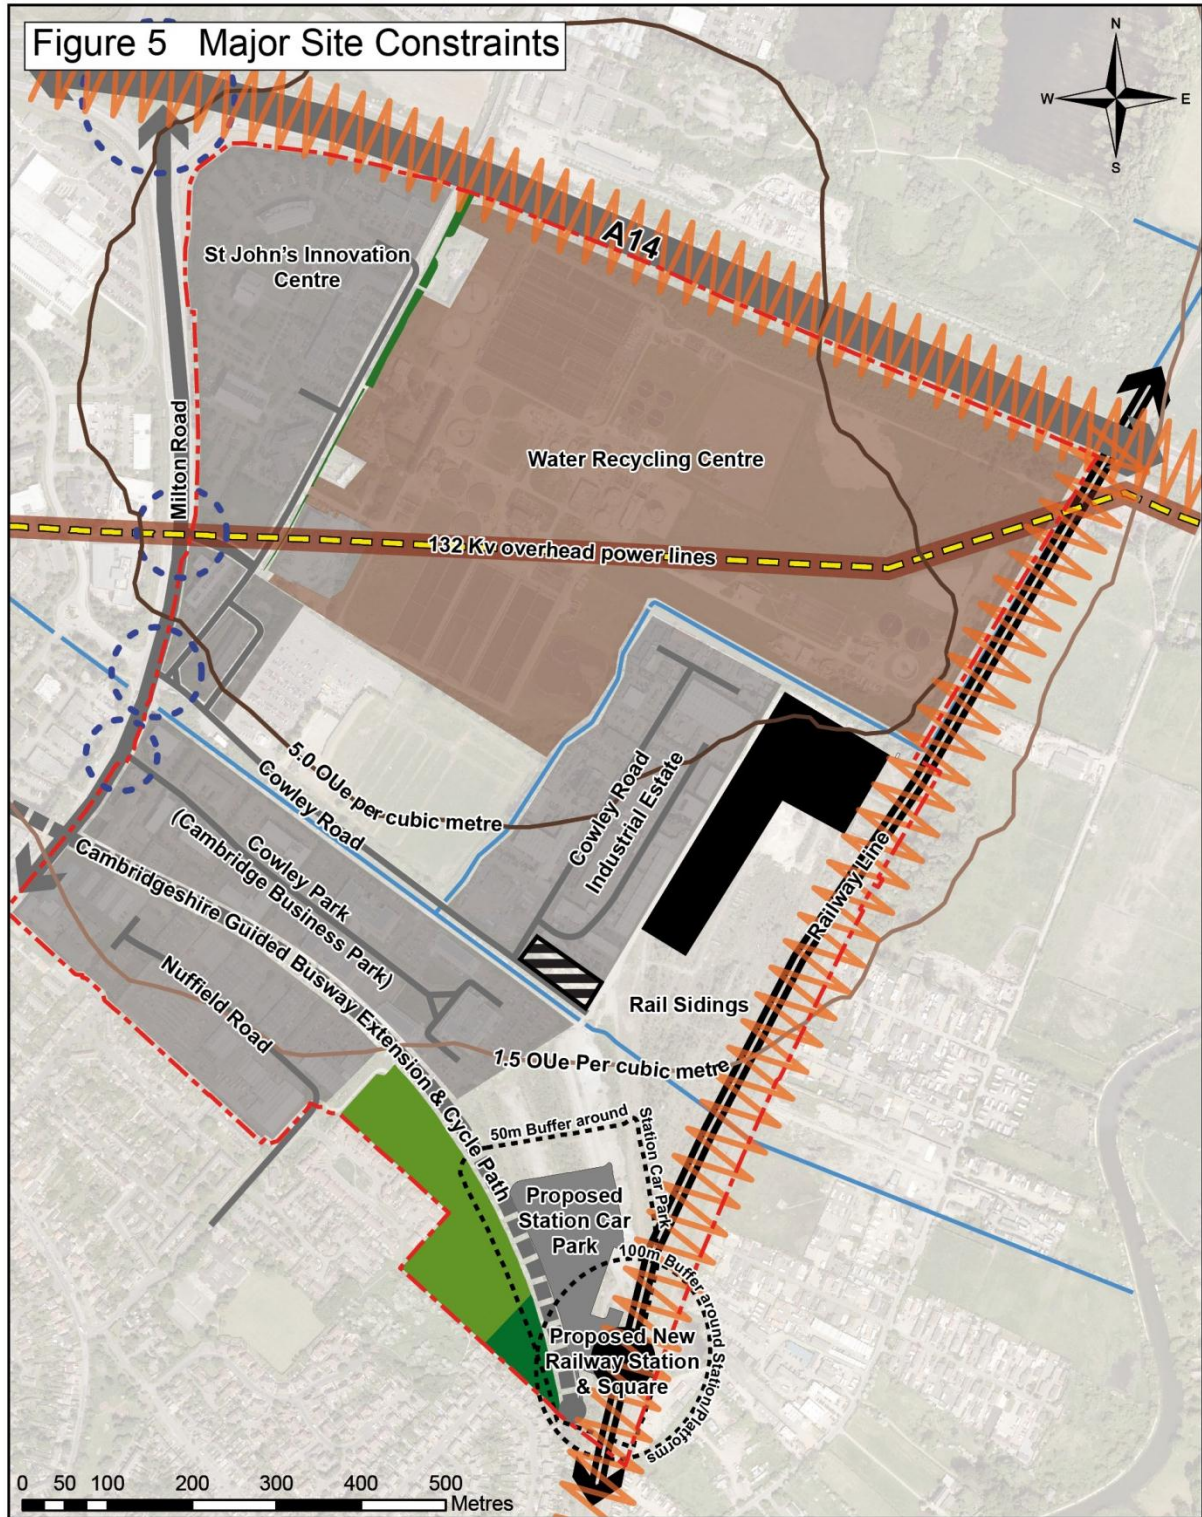 Figure 5   Major Site Constraints
N
W
E
S
A14
St John's Innovation
Centre
Milton Road
Water Recycling Centre
132 Kv overhead power lines
5.0 OUe per cubic metre
Cowley Road
Cowley Road
Industrial Estate
Cowley Park
(Cambridge Business Park)
Cambridgeshire Guided Busway Extension & Cycle Path
Nuffield Road
Railway Line
Rail Sidings
1.5 OUe Per cubic metre
50m Buffer around
Station Car Park
Proposed
Station Car
Park
100m Buffer around Station/Platforms
Proposed New
Railway Station
& Square
0 50 100 200 300 400 500
Metres